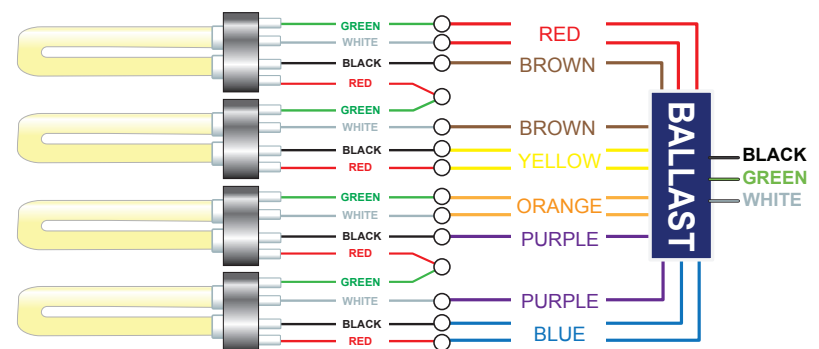 GREEN
WHITE
BLACK
RED
GREEN
WHITE
BLACK
RED
GREEN
WHITE
BLACK
RED
GREEN
WHITE
BLACK
RED
RED
BROWN
BROWN
YELLOW
ORANGE
PURPLE
PURPLE
BLUE
BALLAST
BLACK
GREEN
WHITE